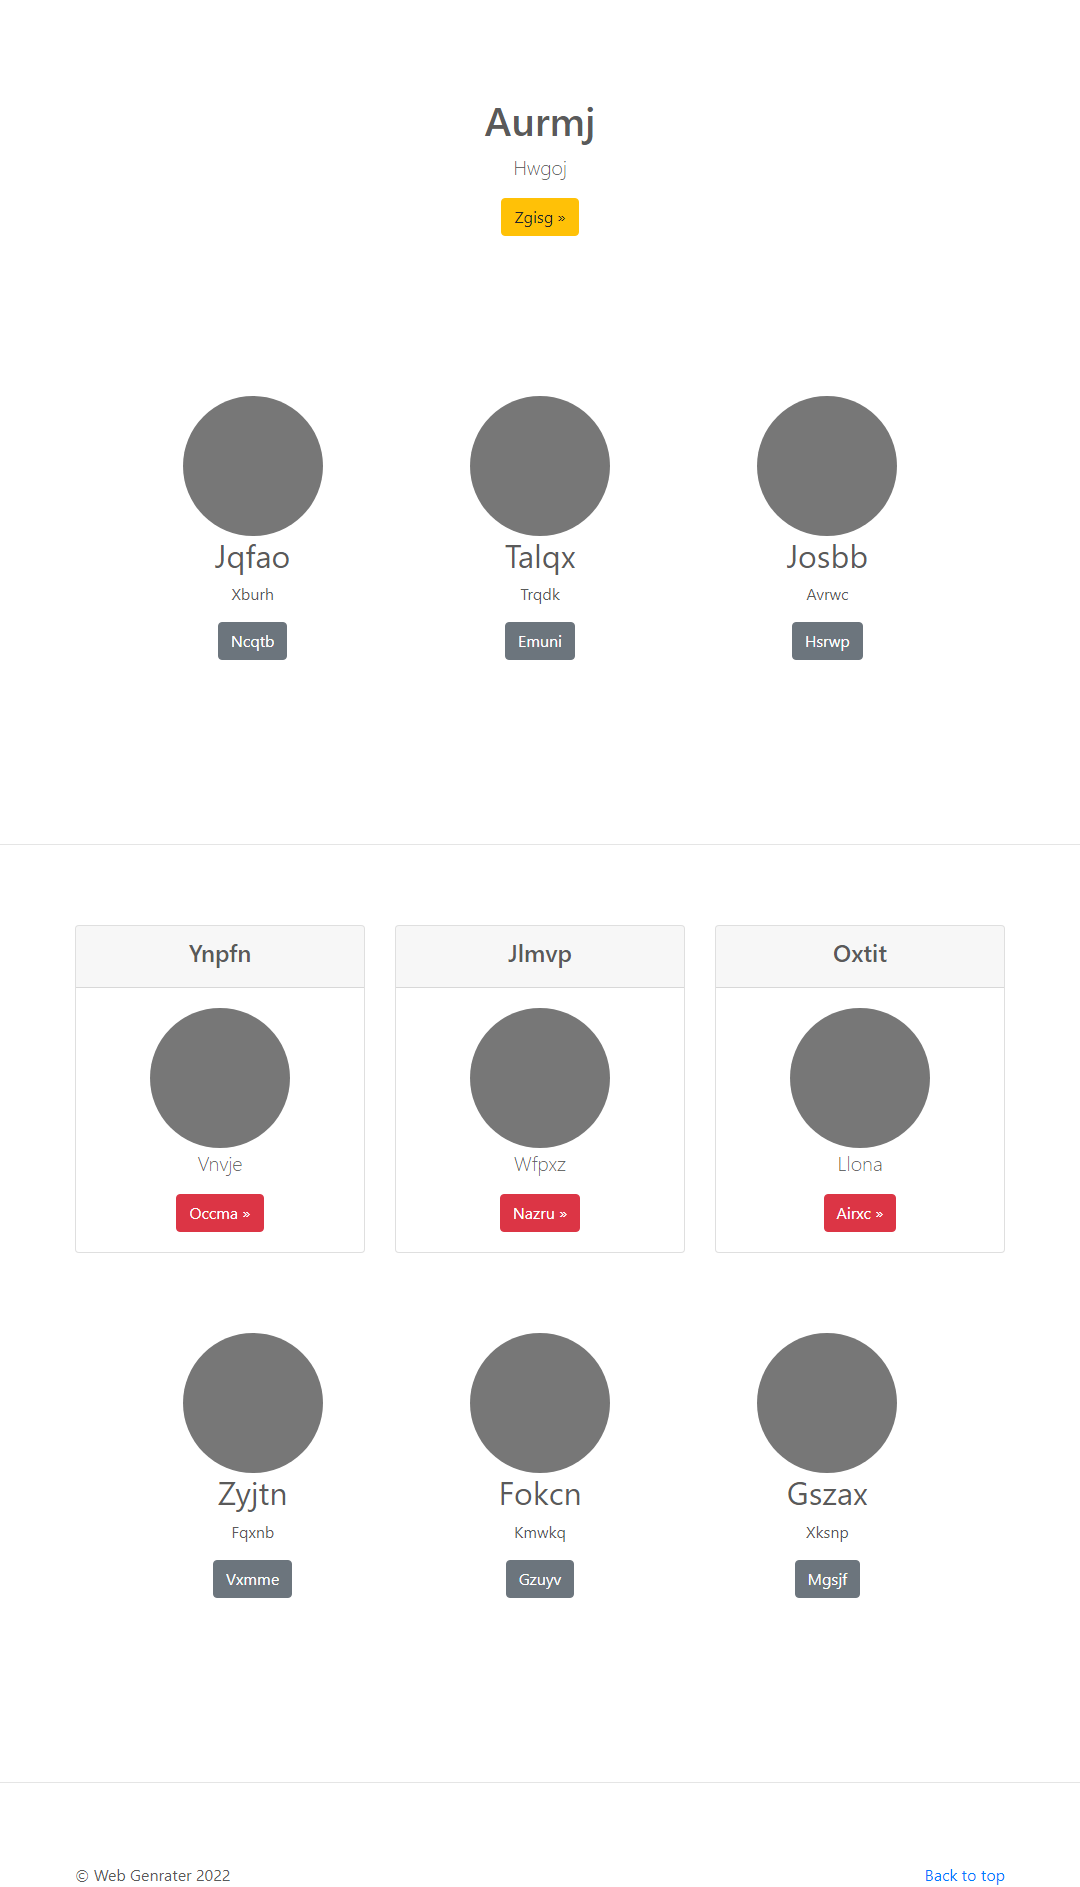 Aurmj
Hwgoj
Zgisg »
Jqfao
Xburh
Ncqtb
Talqx
Trqdk
Emuni
Josbb
Avrwc
Hsrwp
Ynpfn
Vnvje
Occma »
Jlmvp
Wfpxz
Nazru »
Oxtit
Llona
Airxc »
Zyjtn
Fqxnb
Vxmme
Fokcn
Kmwkq
Gzuyv
Gszax
Xksnp
Mgsjf
© Web Genrater 2022
Back to top